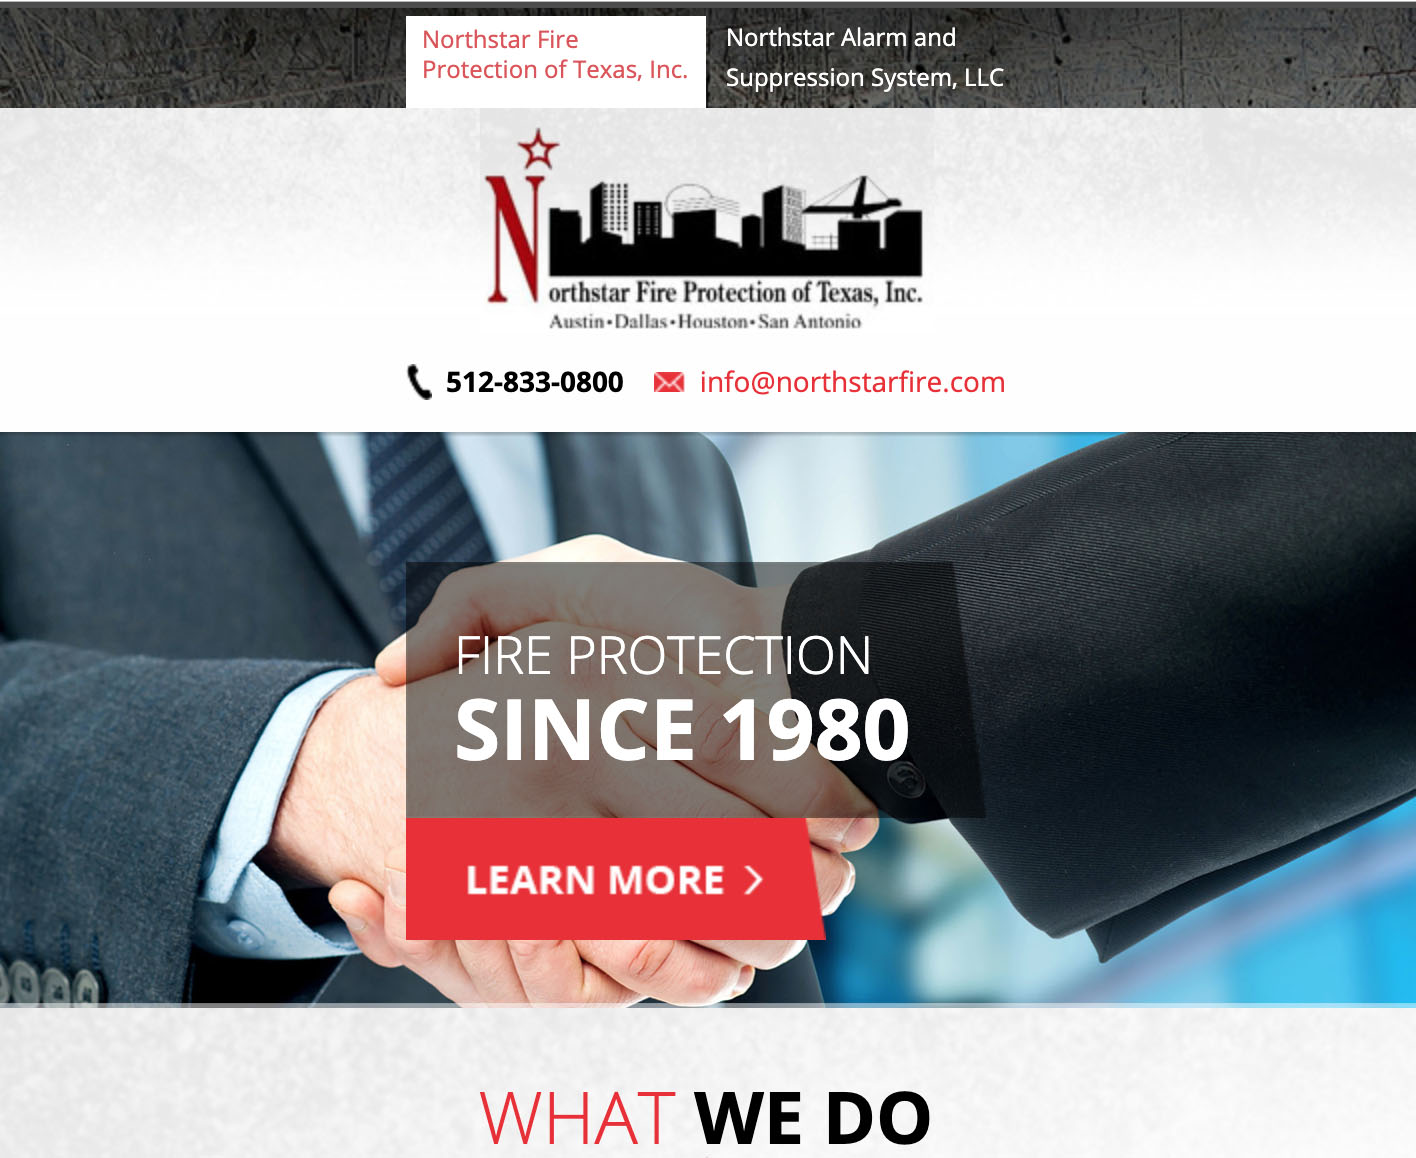 Northstar Fire
Protection of Texas, Inc.
Northstar Alarm and
Suppression System, LLC
Northstar Fire Protection of Texas, Inc.
Austin•Dallas•Houston•San Antonio
512-833-0800
info@northstarfire.com
FIRE PROTECTION
SINCE 1980
LEARN MORE
WHAT WE DO